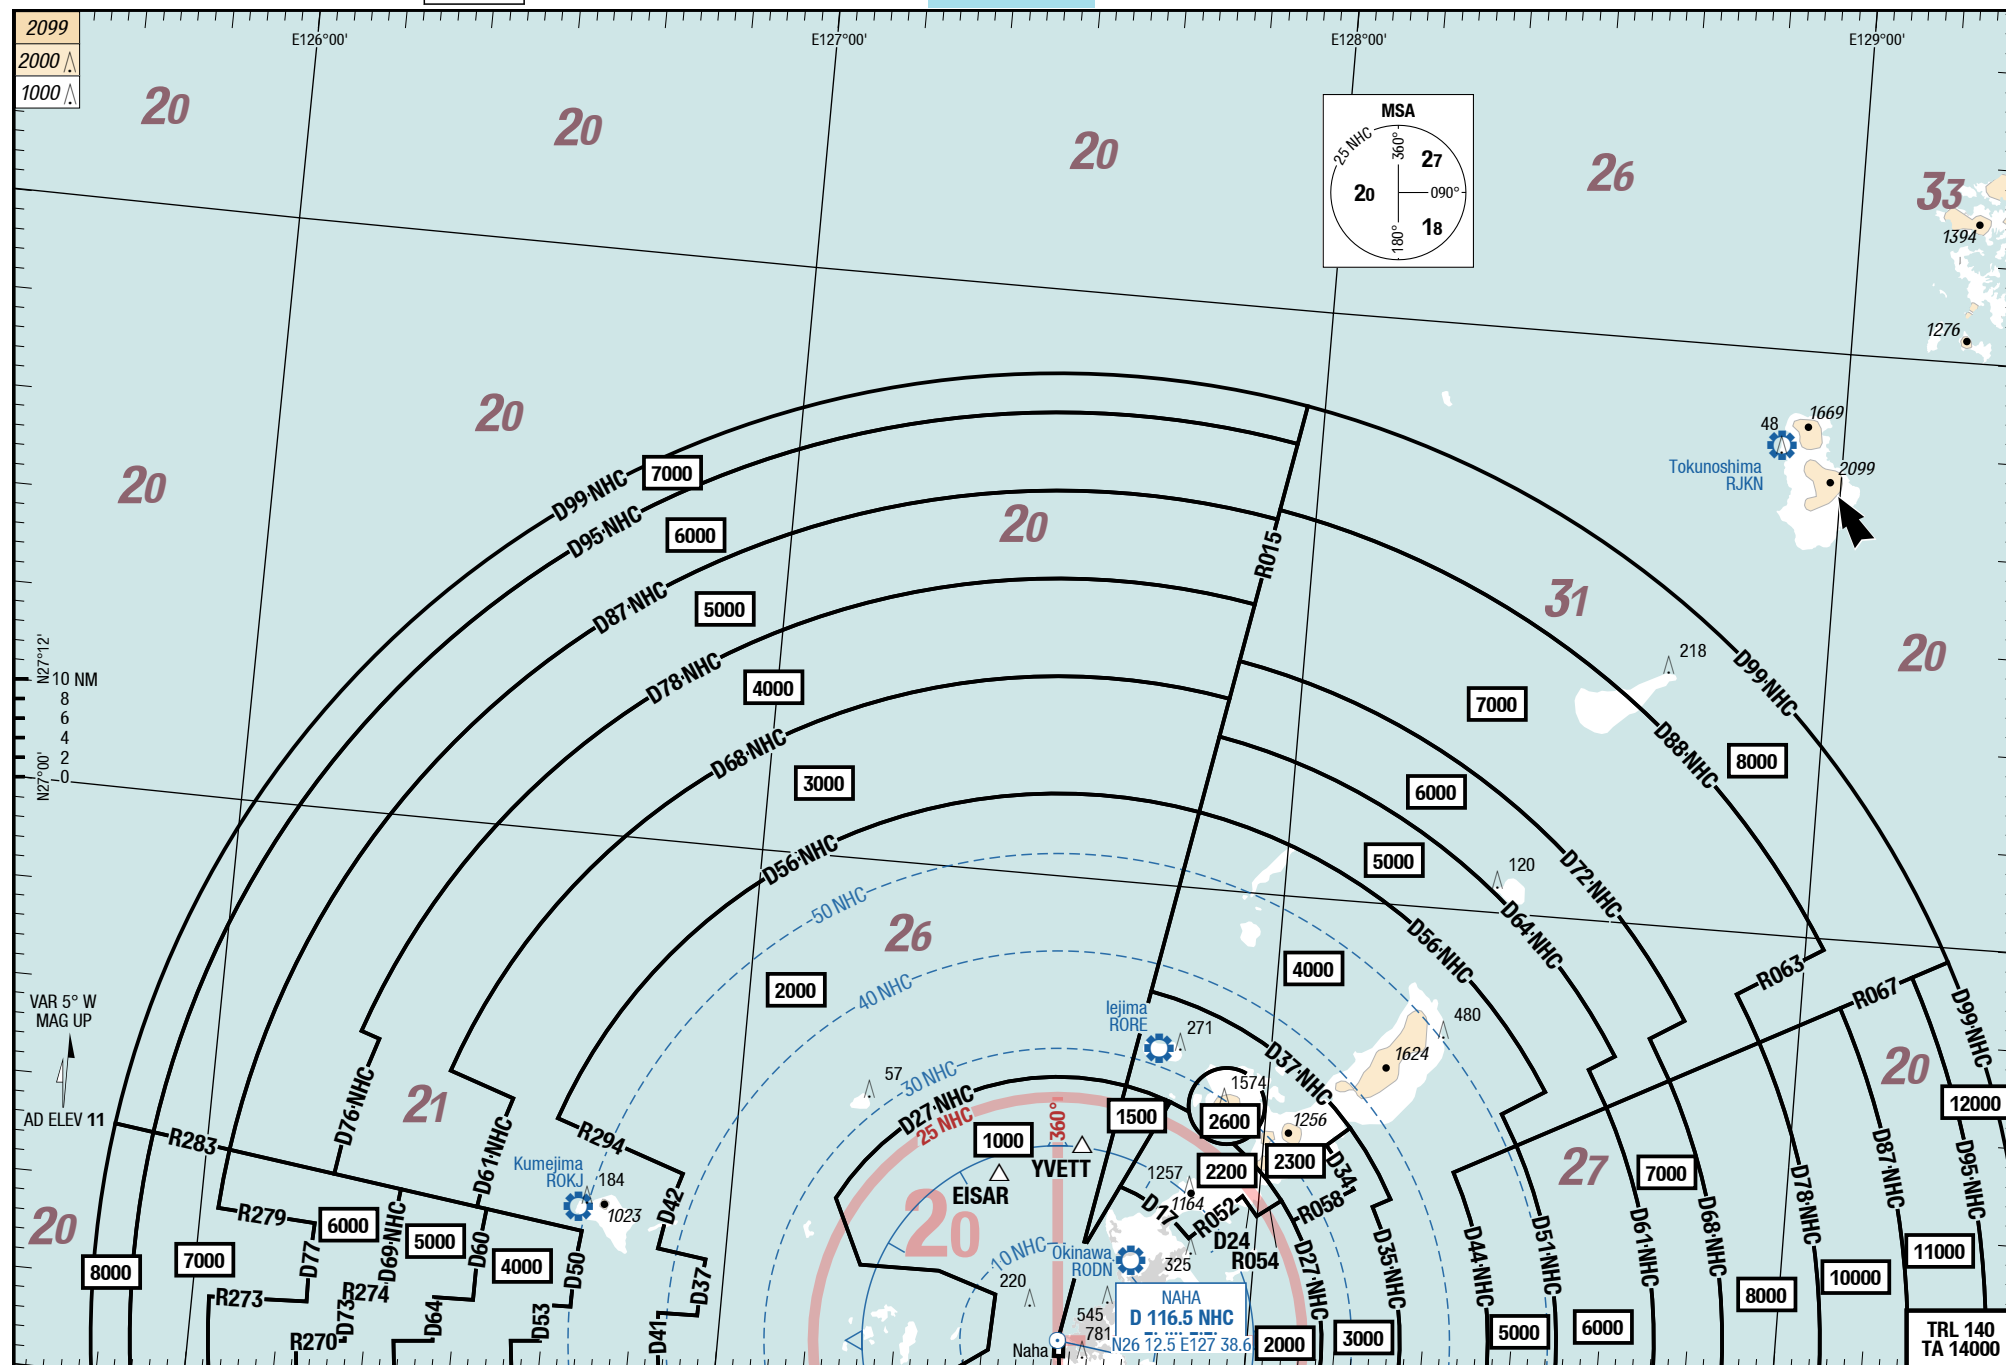 2099
2000
1000
E126°00'
E127°00'
E128°00'
E129°00'
20
20
20
26
33
MSA
25 NHC
360°
27
20
090°
18
180°
1394
1276
20
20
20
31
20
1669
48
Tokunoshima
RJKN
2099
D99·NHC
7000
D95·NHC
6000
D87·NHC
5000
D78·NHC
4000
D68·NHC
3000
D56·NHC
2000
R015
N27°12'
10 NM
8
6
4
2
0
N27°00'
218
D99·NHC
7000
D88·NHC
8000
6000
D72·NHC
5000
120
D64·NHC
D56·NHC
4000
50 NHC
26
40 NHC
30 NHC
R063
R067
D99·NHC
20
12000
VAR 5° W
MAG UP
AD ELEV 11
Iejima
RORE
271
480
1624
D37·NHC
57
D27·NHC
25 NHC
360°
1000
1500
1574
2600
1256
2300
2200
D34
D76·NHC
21
R283
D61·NHC
R294
Kumejima
ROKJ
184
1023
D42
YVETT
EISAR
20
1257
1164
D17
R052
R058
D24
R054
325
27
7000
20
R279
6000
D69·NHC
5000
D60
4000
D50
D77
8000
7000
R273
R274
D73
D64
D53
R270
D41
D37
10 NHC
Okinawa
RODN
220
545
781
Naha
NAHA
D 116.5 NHC
N26 12.5 E127 38.6
D27·NHC
D35·NHC
D44·NHC
D51·NHC
D61·NHC
D68·NHC
D78·NHC
D87·NHC
D95·NHC
2000
3000
5000
6000
8000
10000
11000
TRL 140
TA 14000